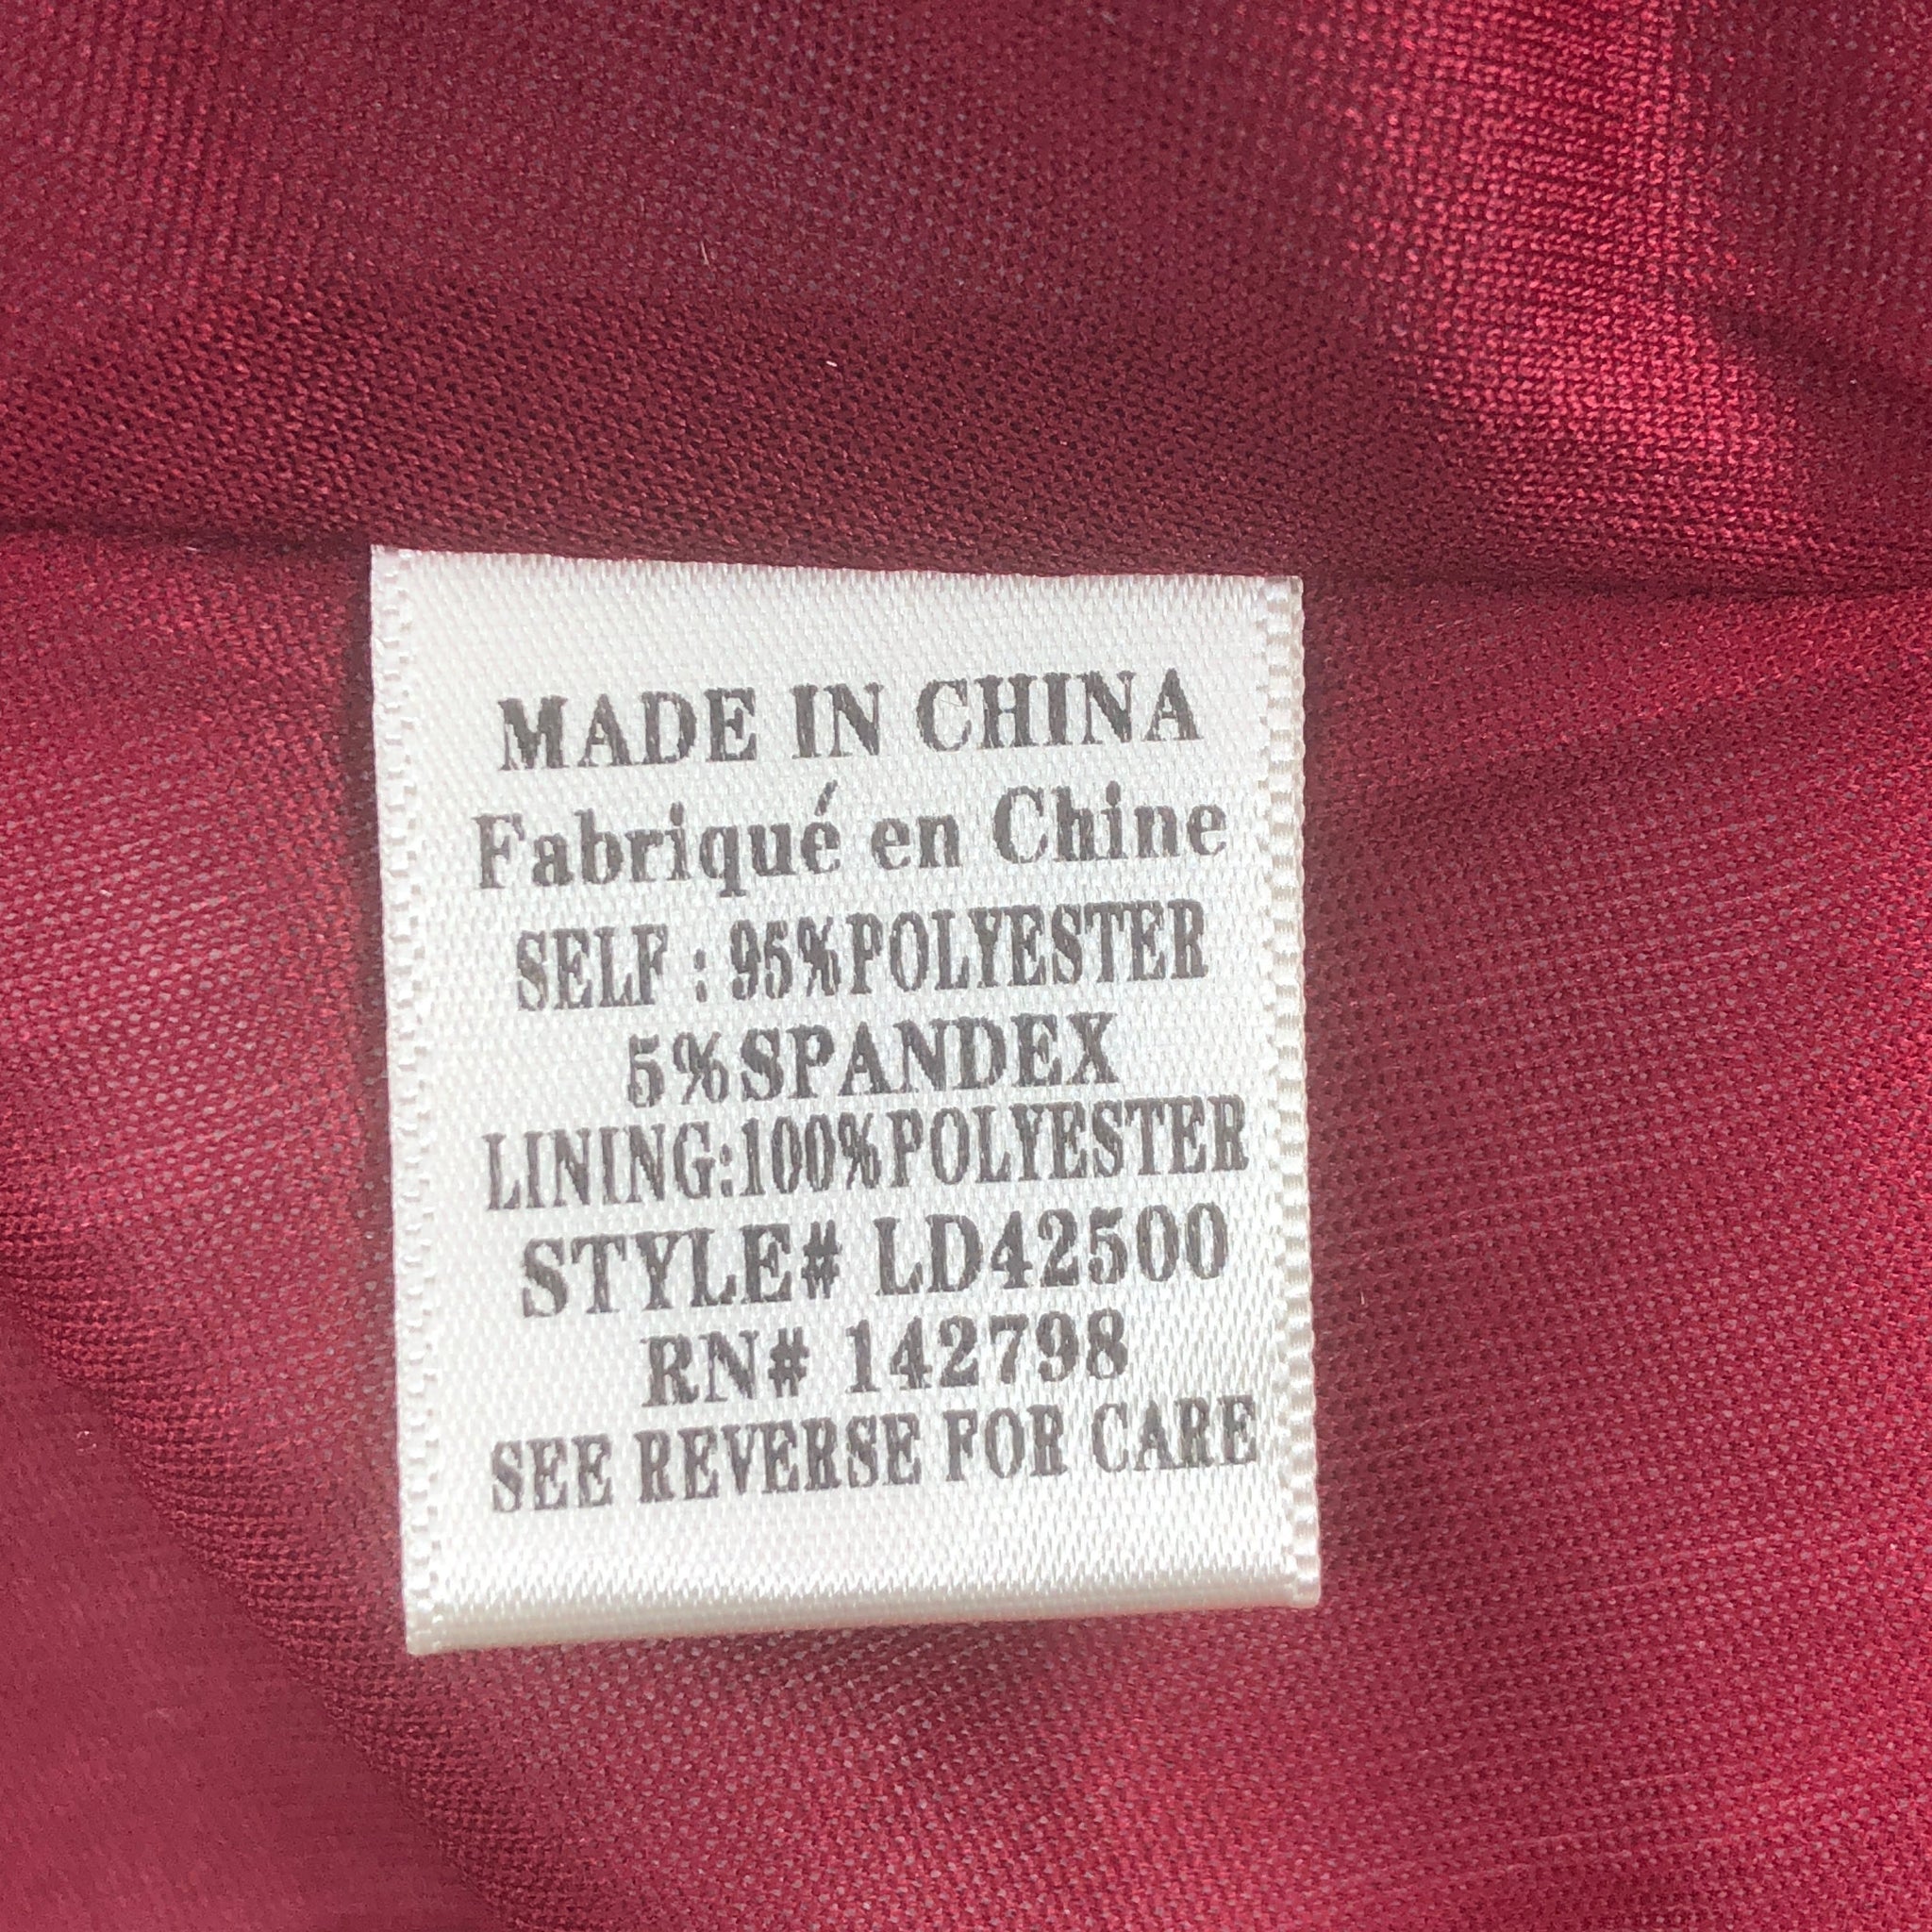 MADE IN CHINA
Fabriqué en Chine
SELF : 95%POLYESTER
5%SPANDEX
LINING:100%POLYESTER
STYLE# LD42500
RN# 142798
SEE REVERSE FOR CARE